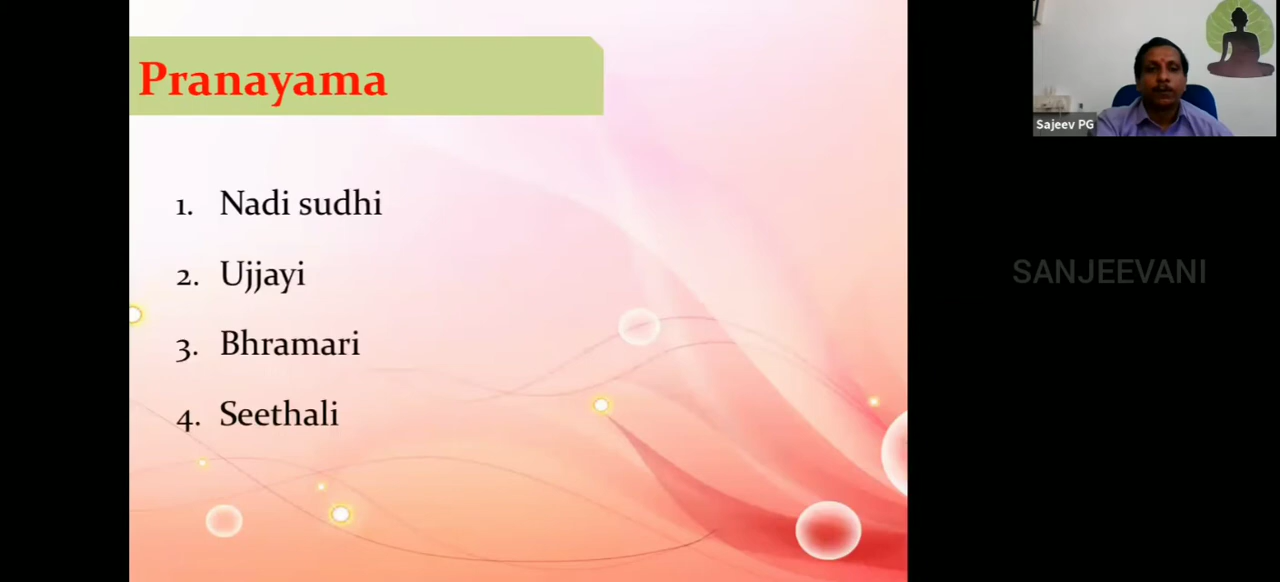 Pranayama
1. Nadi sudhi
2. Ujjayi
3. Bhramari
4. Seethali
Sajeev PG
SANJEEVANI